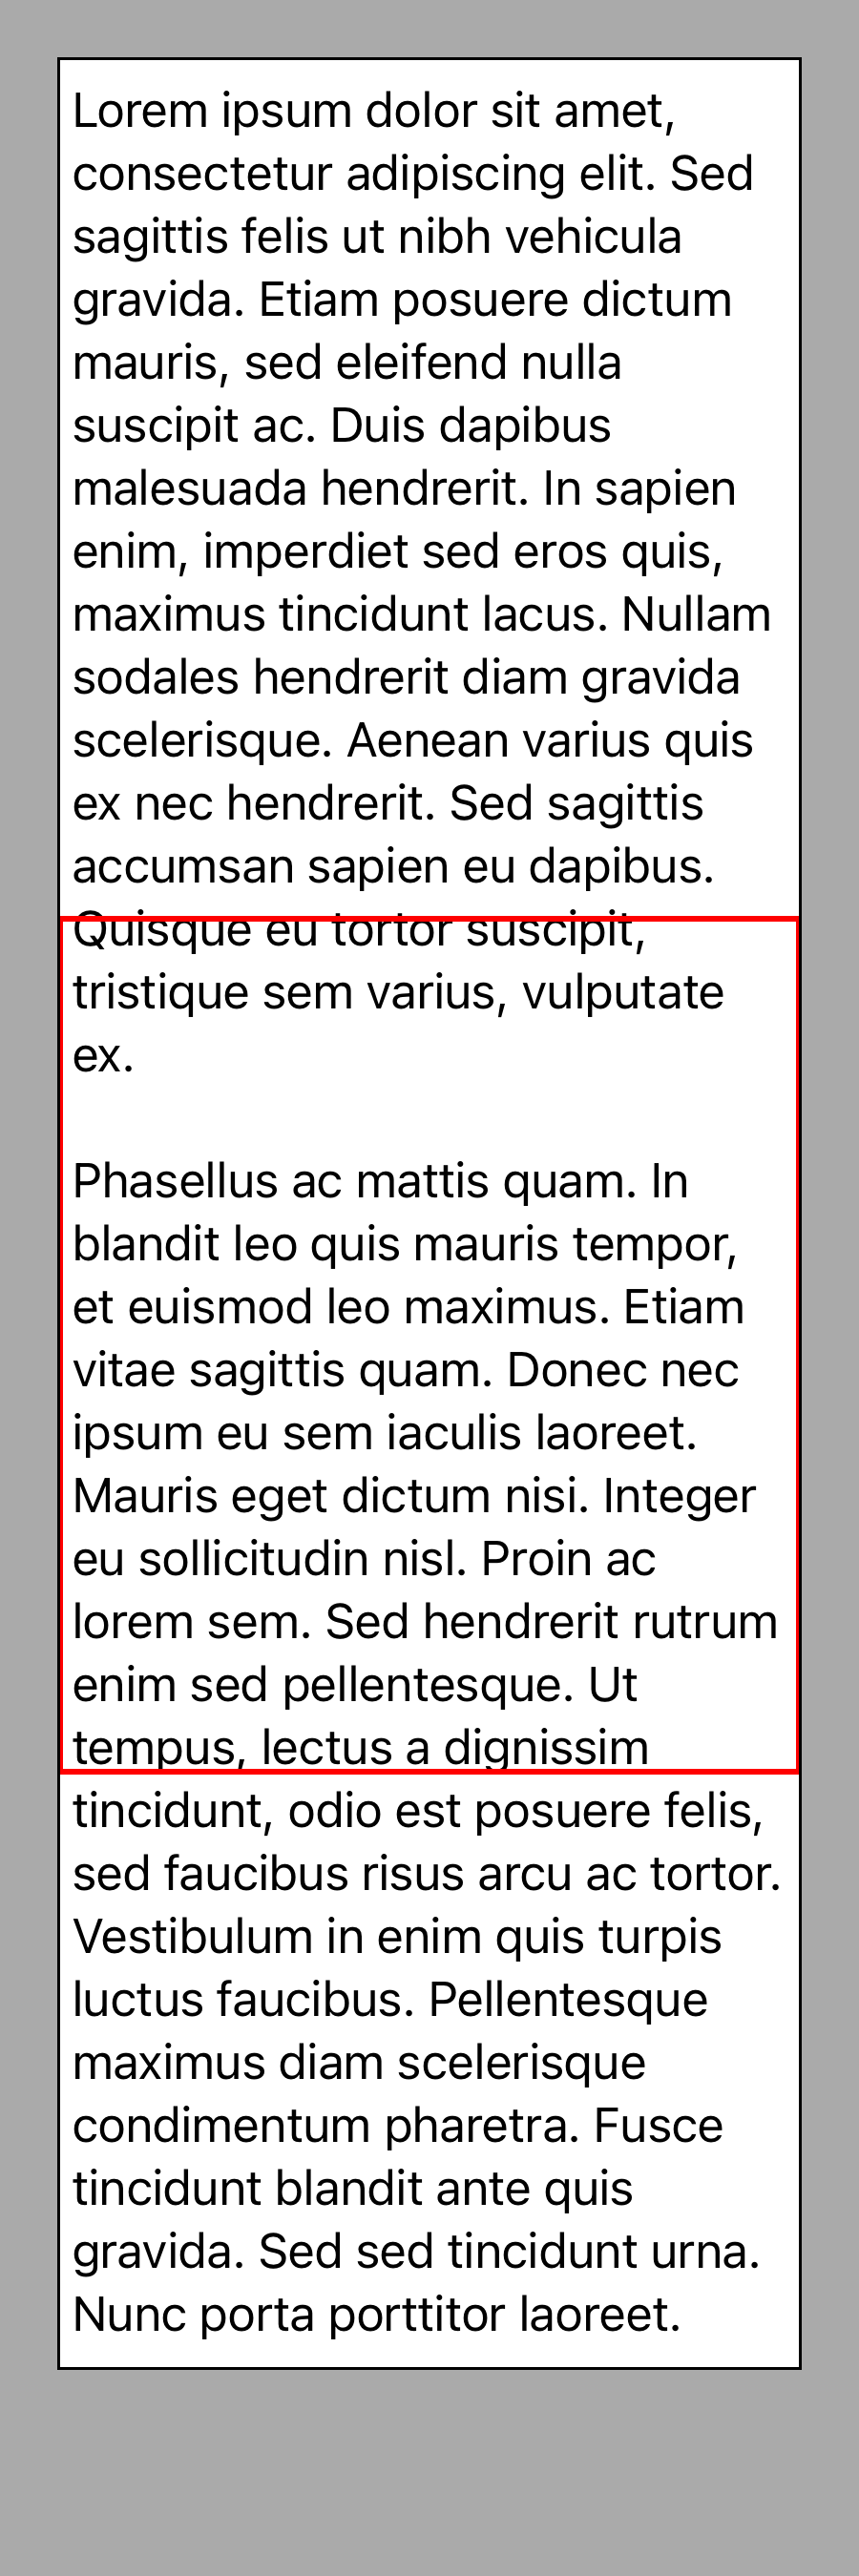 Lorem ipsum dolor sit amet,
consectetur adipiscing elit. Sed
sagittis felis ut nibh vehicula
gravida. Etiam posuere dictum
mauris, sed eleifend nulla
suscipit ac. Duis dapibus
malesuada hendrerit. In sapien
enim, imperdiet sed eros quis,
maximus tincidunt lacus. Nullam
sodales hendrerit diam gravida
scelerisque. Aenean varius quis
ex nec hendrerit. Sed sagittis
accumsan sapien eu dapibus.
Quisque eu tortor suscipit,
tristique sem varius, vulputate
ex.

Phasellus ac mattis quam. In
blandit leo quis mauris tempor,
et euismod leo maximus. Etiam
vitae sagittis quam. Donec nec
ipsum eu sem iaculis laoreet.
Mauris eget dictum nisi. Integer
eu sollicitudin nisl. Proin ac
lorem sem. Sed hendrerit rutrum
enim sed pellentesque. Ut
tempus, lectus a dignissim
tincidunt, odio est posuere felis,
sed faucibus risus arcu ac tortor.
Vestibulum in enim quis turpis
luctus faucibus. Pellentesque
maximus diam scelerisque
condimentum pharetra. Fusce
tincidunt blandit ante quis
gravida. Sed sed tincidunt urna.
Nunc porta porttitor laoreet.